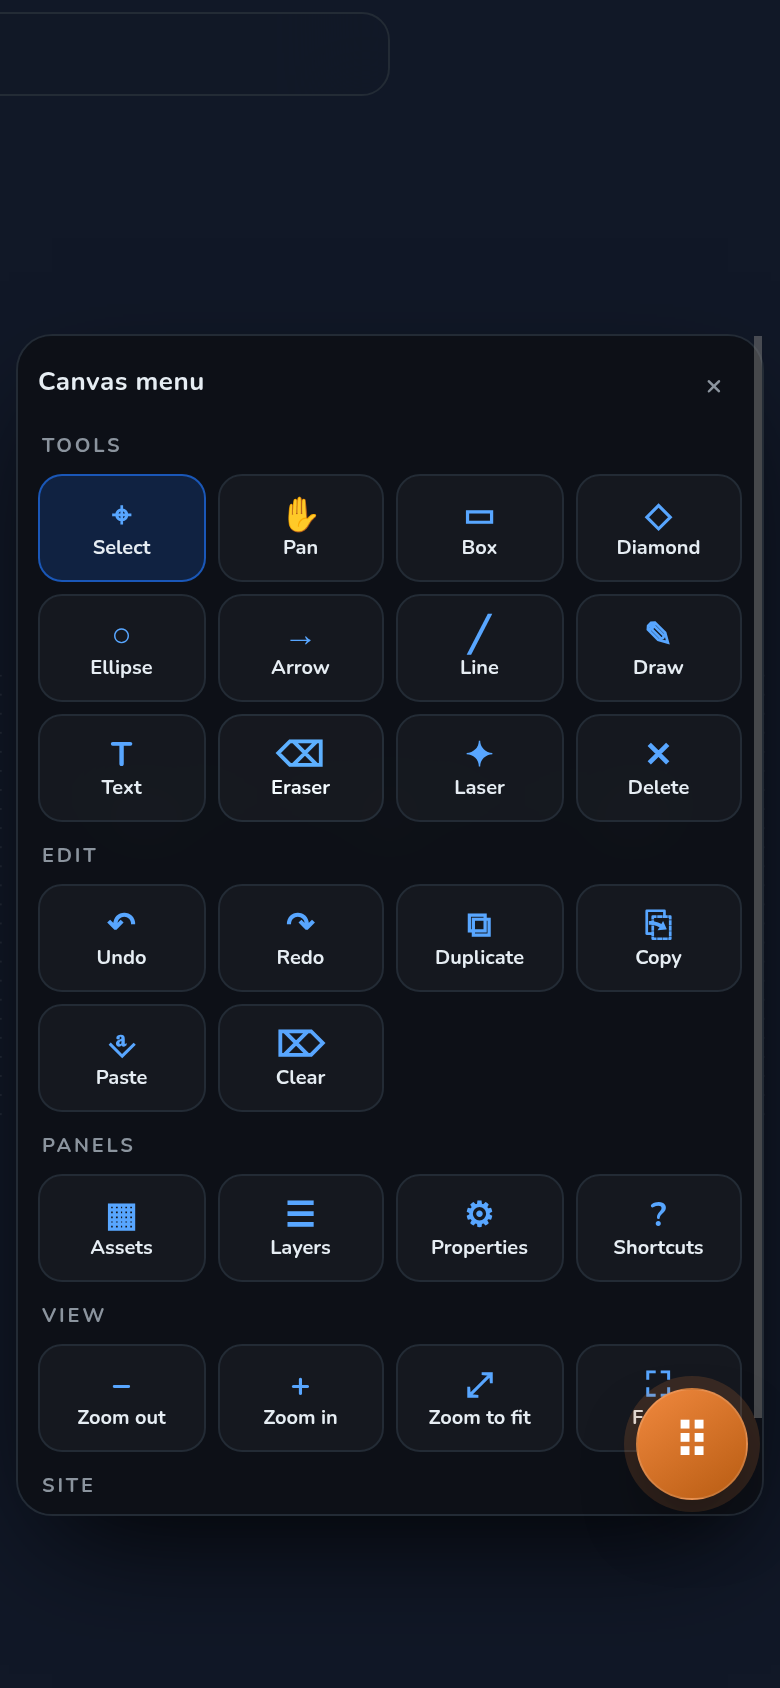 Canvas menu
×
TOOLS
Select
Pan
Box
Diamond
Ellipse
Arrow
Line
Draw
T
Text
Eraser
Laser
Delete
EDIT
Undo
Redo
Duplicate
Copy
Paste
Clear
PANELS
Assets
Layers
Properties
?
Shortcuts
VIEW
−
Zoom out
+
Zoom in
Zoom to fit
SITE